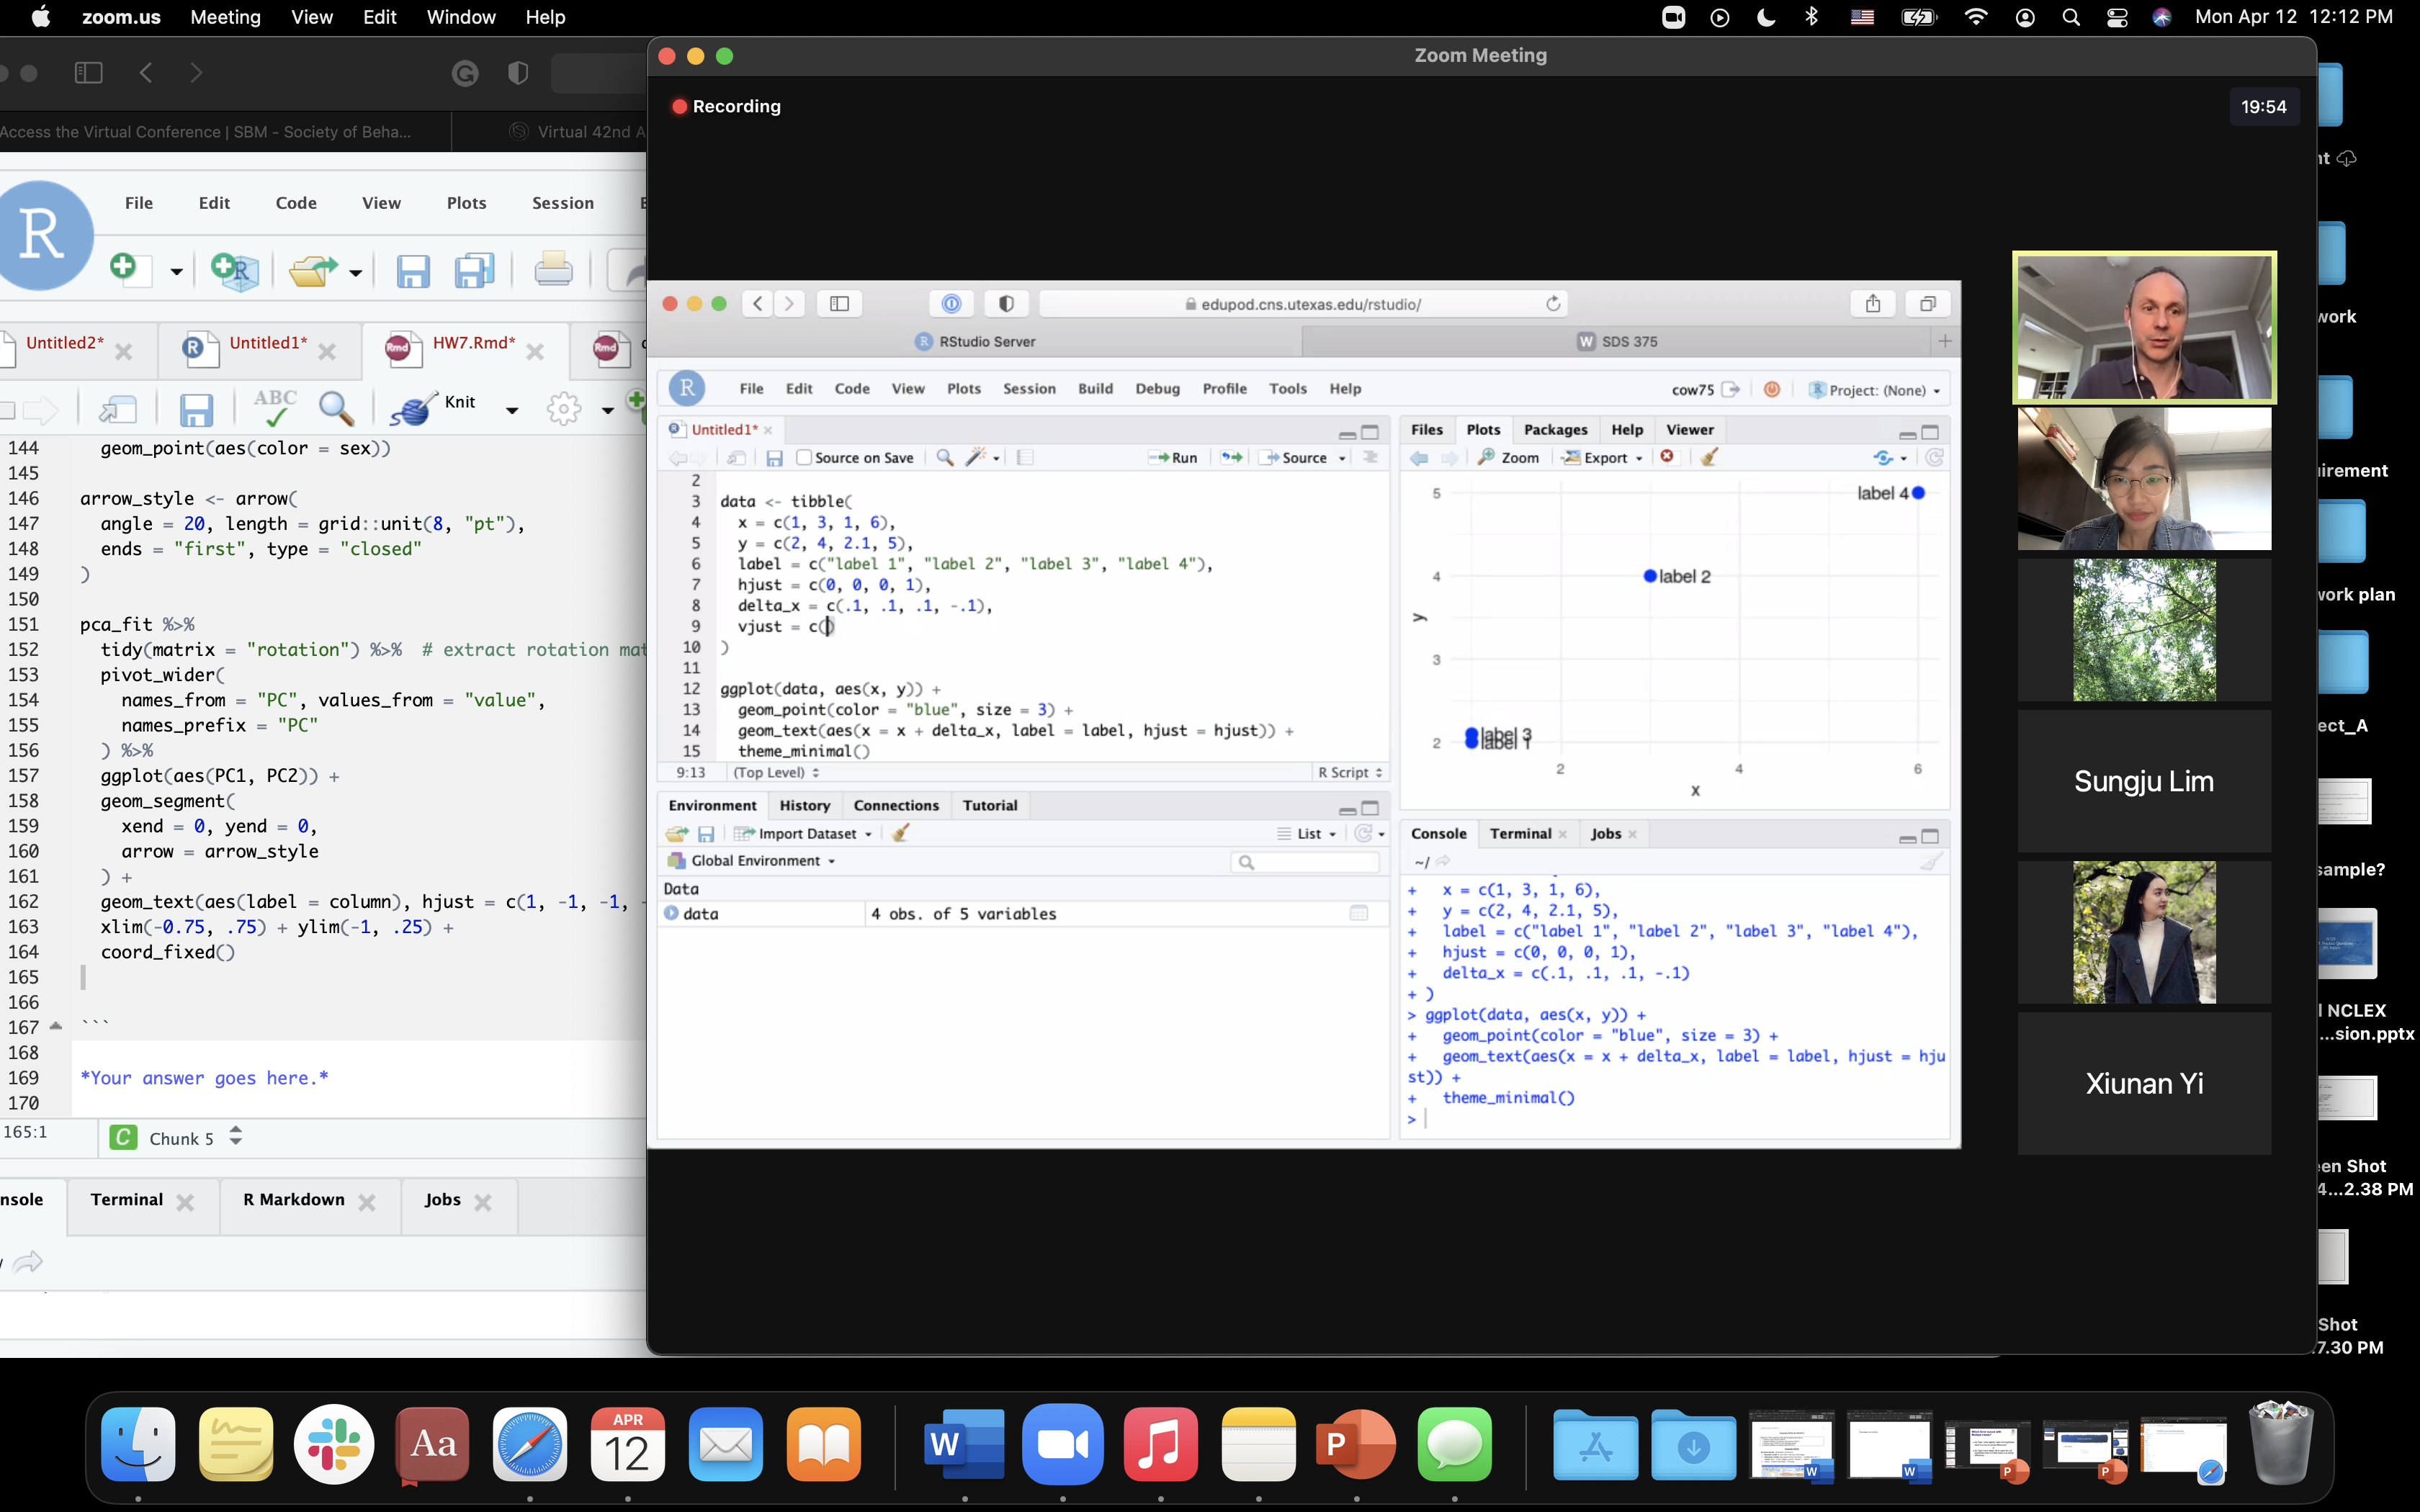 zoom.us Meeting View Edit Window Help
Mon Apr 12 12:12 PM
Zoom Meeting
Recording
19:54
Access the Virtual Conference | SBM - Society of Beha...
Virtual 42nd A
R
File Edit Code View Plots Session
Untitled2* Untitled1* HW7.Rmd*
ABC Knit
144 geom_point(aes(color = sex))
145
146 arrow_style <- arrow(
147 angle = 20, length = grid::unit(8, "pt"),
148 ends = "first", type = "closed"
149 )
150
151 pca_fit %>%
152 tidy(matrix = "rotation") %>% # extract rotation mat
153 pivot_wider(
154 names_from = "PC", values_from = "value",
155 names_prefix = "PC"
156 ) %>%
157 ggplot(aes(PC1, PC2)) +
158 geom_segment(
159 xend = 0, yend = 0,
160 arrow = arrow_style
161 ) +
162 geom_text(aes(label = column), hjust = c(1, -1, -1, -
163 xlim(-0.75, .75) + ylim(-1, .25) +
164 coord_fixed()
165
166
167 ```
168
169 *Your answer goes here.*
170
165:1 C Chunk 5
nsole Terminal R Markdown Jobs
edupod.cns.utexas.edu/rstudio/
R RStudio Server
W SDS 375
R File Edit Code View Plots Session Build Debug Profile Tools Help
cow75 Project: (None)
Untitled1*
Source on Save Run Source
2
3 data <- tibble(
4 x = c(1, 3, 1, 6),
5 y = c(2, 4, 2.1, 5),
6 label = c("label 1", "label 2", "label 3", "label 4"),
7 hjust = c(0, 0, 0, 1),
8 delta_x = c(.1, .1, .1, -.1),
9 vjust = c()
10 )
11
12 ggplot(data, aes(x, y)) +
13 geom_point(color = "blue", size = 3) +
14 geom_text(aes(x = x + delta_x, label = label, hjust = hjust)) +
15 theme_minimal()
9:13 (Top Level) R Script
Environment History Connections Tutorial
Import Dataset List
Global Environment
Data
data 4 obs. of 5 variables
Files Plots Packages Help Viewer
Zoom Export
5 label 4
4 label 2
y
3
label 3
2 label 1
2 4 6
x
Console Terminal Jobs
~/
+ x = c(1, 3, 1, 6),
+ y = c(2, 4, 2.1, 5),
+ label = c("label 1", "label 2", "label 3", "label 4"),
+ hjust = c(0, 0, 0, 1),
+ delta_x = c(.1, .1, .1, -.1)
+ )
> ggplot(data, aes(x, y)) +
+ geom_point(color = "blue", size = 3) +
+ geom_text(aes(x = x + delta_x, label = label, hjust = hju
st)) +
+ theme_minimal()
>
Sungju Lim
Xiunan Yi
nt
work
irement
work plan
ect_A
sample?
NCLEX
...sion.pptx
en Shot
4...2.38 PM
Shot
.7.30 PM
Aa
APR
12
W
P